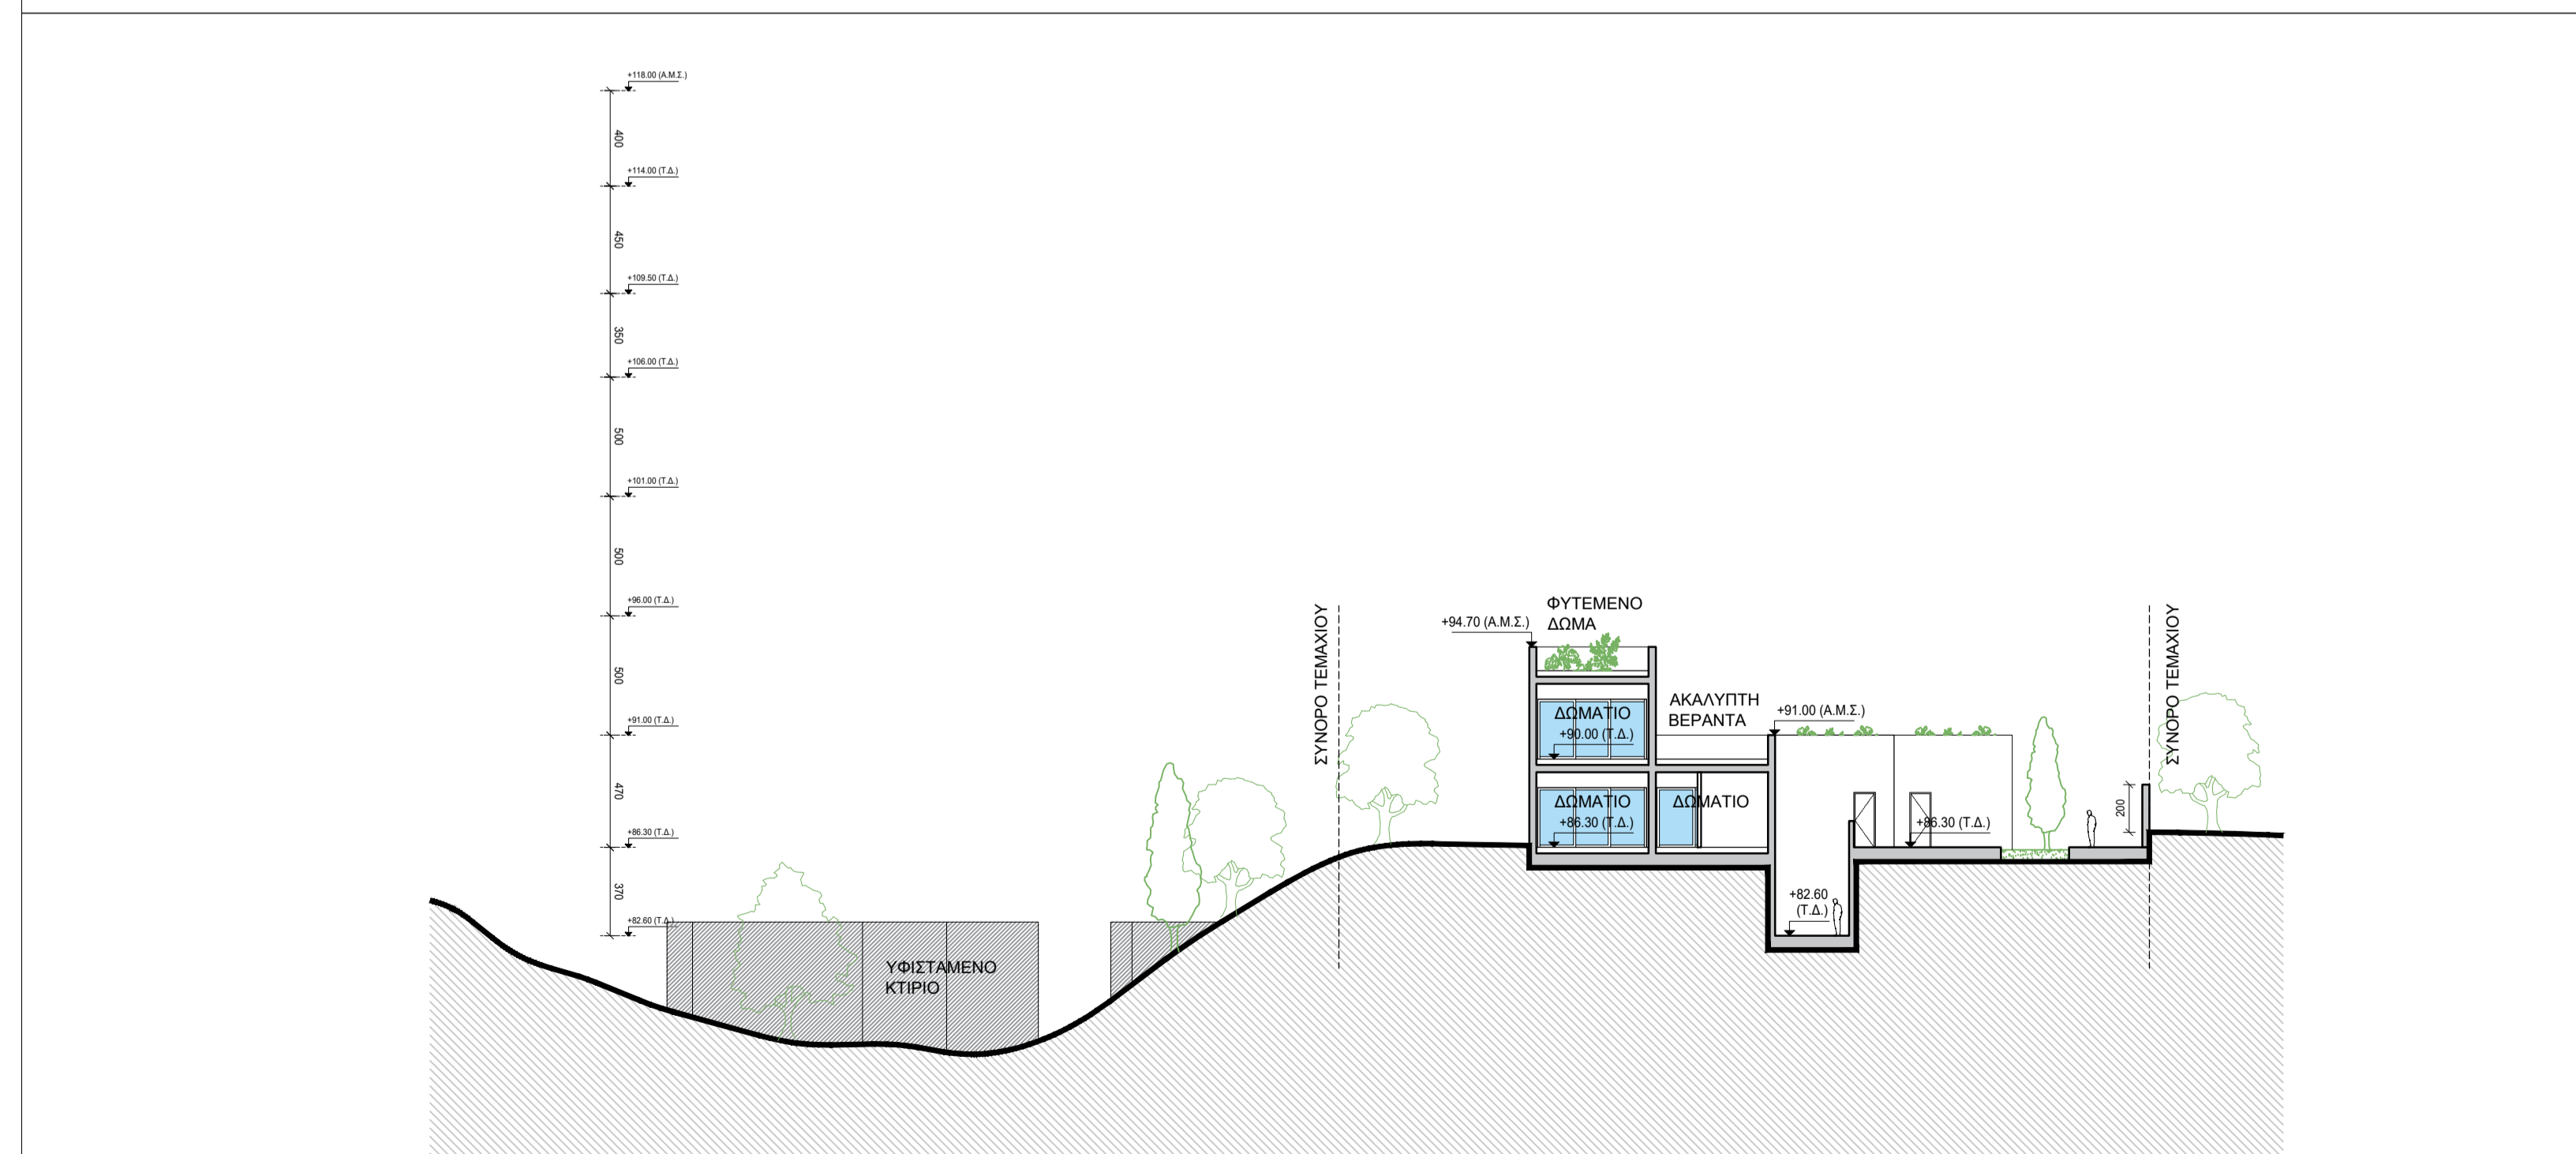 +118.00 (Α.Μ.Σ.)
400
+114.00 (Τ.Δ.)
450
+109.50 (Τ.Δ.)
350
+106.00 (Τ.Δ.)
500
+101.00 (Τ.Δ.)
500
+96.00 (Τ.Δ.)
500
+91.00 (Τ.Δ.)
470
+86.30 (Τ.Δ.)
370
+82.60 (Τ.Δ.)
ΥΦΙΣΤΑΜΕΝΟ
ΚΤΙΡΙΟ
ΣΥΝΟΡΟ ΤΕΜΑΧΙΟΥ
+94.70 (Α.Μ.Σ.)
ΦΥΤΕΜΕΝΟ
ΔΩΜΑ
ΔΩΜΑΤΙΟ
+90.00 (Τ.Δ.)
ΑΚΑΛΥΠΤΗ
ΒΕΡΑΝΤΑ
+91.00 (Α.Μ.Σ.)
ΔΩΜΑΤΙΟ
+86.30 (Τ.Δ.)
ΔΩΜΑΤΙΟ
+86.30 (Τ.Δ.)
+82.60
(Τ.Δ.)
200
ΣΥΝΟΡΟ ΤΕΜΑΧΙΟΥ